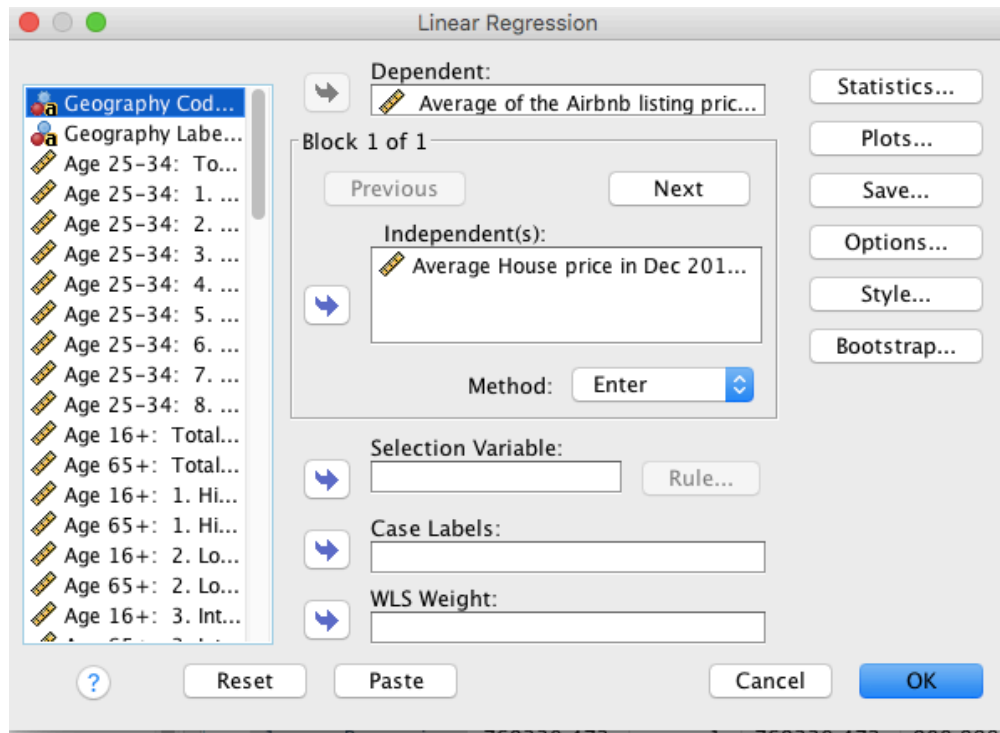 Linear Regression
Geography Cod...
Geography Labe...
Age 25-34: To...
Age 25-34: 1. ...
Age 25-34: 2. ...
Age 25-34: 3. ...
Age 25-34: 4. ...
Age 25-34: 5. ...
Age 25-34: 6. ...
Age 25-34: 7. ...
Age 25-34: 8. ...
Age 16+: Total...
Age 65+: Total...
Age 16+: 1. Hi...
Age 65+: 1. Hi...
Age 16+: 2. Lo...
Age 65+: 2. Lo...
Age 16+: 3. Int...
Dependent:
Average of the Airbnb listing pric...
Block 1 of 1
Previous
Next
Independent(s):
Average House price in Dec 201...
Method: Enter
Selection Variable:
Rule...
Case Labels:
WLS Weight:
Statistics...
Plots...
Save...
Options...
Style...
Bootstrap...
?
Reset
Paste
Cancel
OK